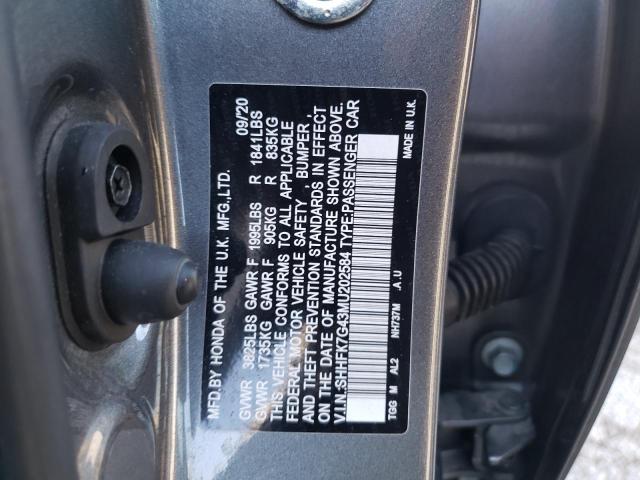 MFD.BY HONDA OF THE U.K. MFG.,LTD. 09/20
GVWR 3825LBS GAWR F 1995LBS R 1841LBS
GVWR 1735KG GAWR F 905KG R 835KG
THIS VEHICLE CONFORMS TO ALL APPLICABLE
FEDERAL MOTOR VEHICLE SAFETY , BUMPER ,
AND THEFT PREVENTION STANDARDS IN EFFECT
ON THE DATE OF MANUFACTURE SHOWN ABOVE.
V.I.N.:SHHFK7G43MU202584 TYPE:PASSENGER CAR
TGG M AL2 NH737M .A.U MADE IN U.K.